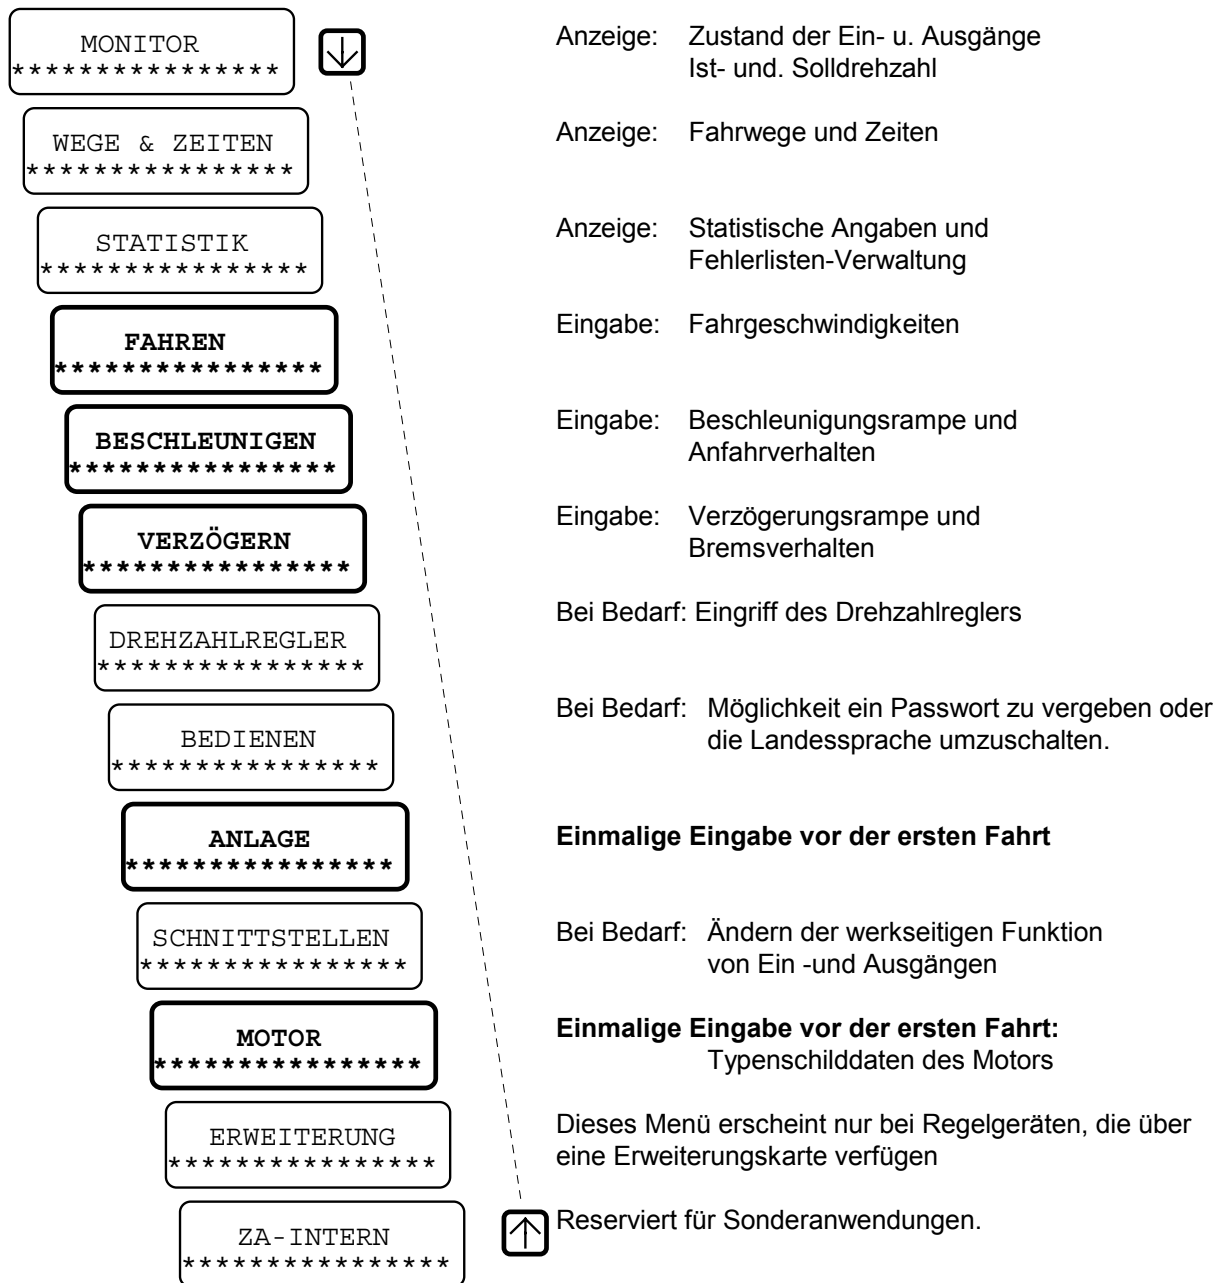 MONITOR
****************
Anzeige: Zustand der Ein- u. Ausgänge
Ist- und. Solldrehzahl
WEGE & ZEITEN
****************
Anzeige: Fahrwege und Zeiten
STATISTIK
****************
Anzeige: Statistische Angaben und
Fehlerlisten-Verwaltung
FAHREN
****************
Eingabe: Fahrgeschwindigkeiten
BESCHLEUNIGEN
****************
Eingabe: Beschleunigungsrampe und
Anfahrverhalten
VERZÖGERN
****************
Eingabe: Verzögerungsrampe und
Bremsverhalten
DREHZAHLREGLER
****************
Bei Bedarf: Eingriff des Drehzahlreglers
BEDIENEN
****************
Bei Bedarf: Möglichkeit ein Passwort zu vergeben oder
die Landessprache umzuschalten.
ANLAGE
****************
Einmalige Eingabe vor der ersten Fahrt
SCHNITTSTELLEN
****************
Bei Bedarf: Ändern der werkseitigen Funktion
von Ein -und Ausgängen
MOTOR
****************
Einmalige Eingabe vor der ersten Fahrt:
Typenschilddaten des Motors
ERWEITERUNG
****************
Dieses Menü erscheint nur bei Regelgeräten, die über
eine Erweiterungskarte verfügen
ZA-INTERN
****************
Reserviert für Sonderanwendungen.